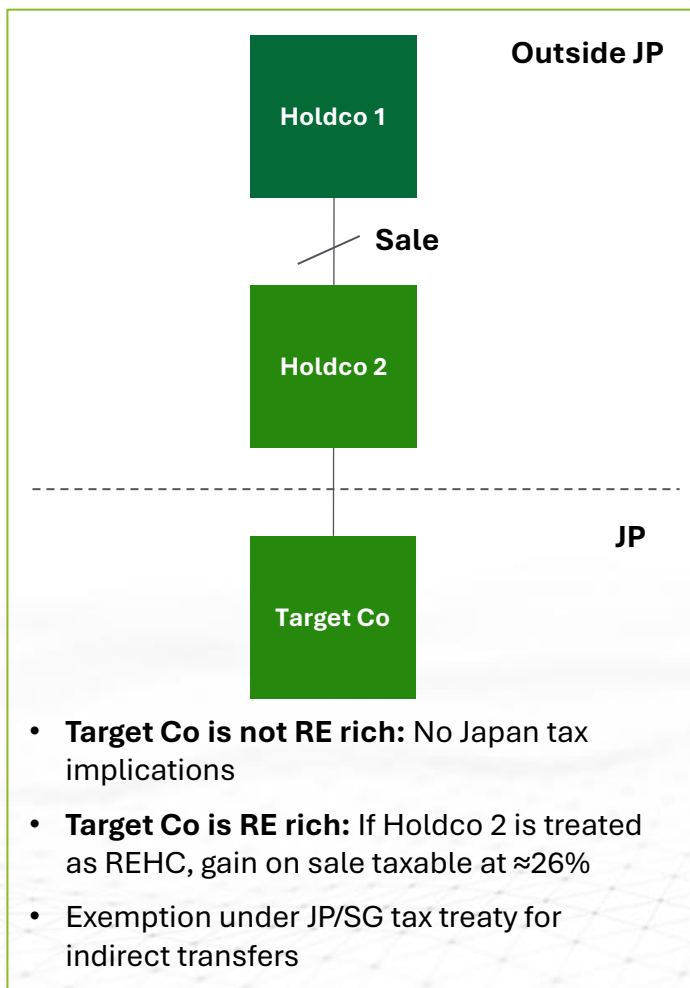 Outside JP
Holdco 1
Sale
Holdco 2
JP
Target Co
• Target Co is not RE rich: No Japan tax
implications
• Target Co is RE rich: If Holdco 2 is treated
as REHC, gain on sale taxable at ≈26%
• Exemption under JP/SG tax treaty for
indirect transfers